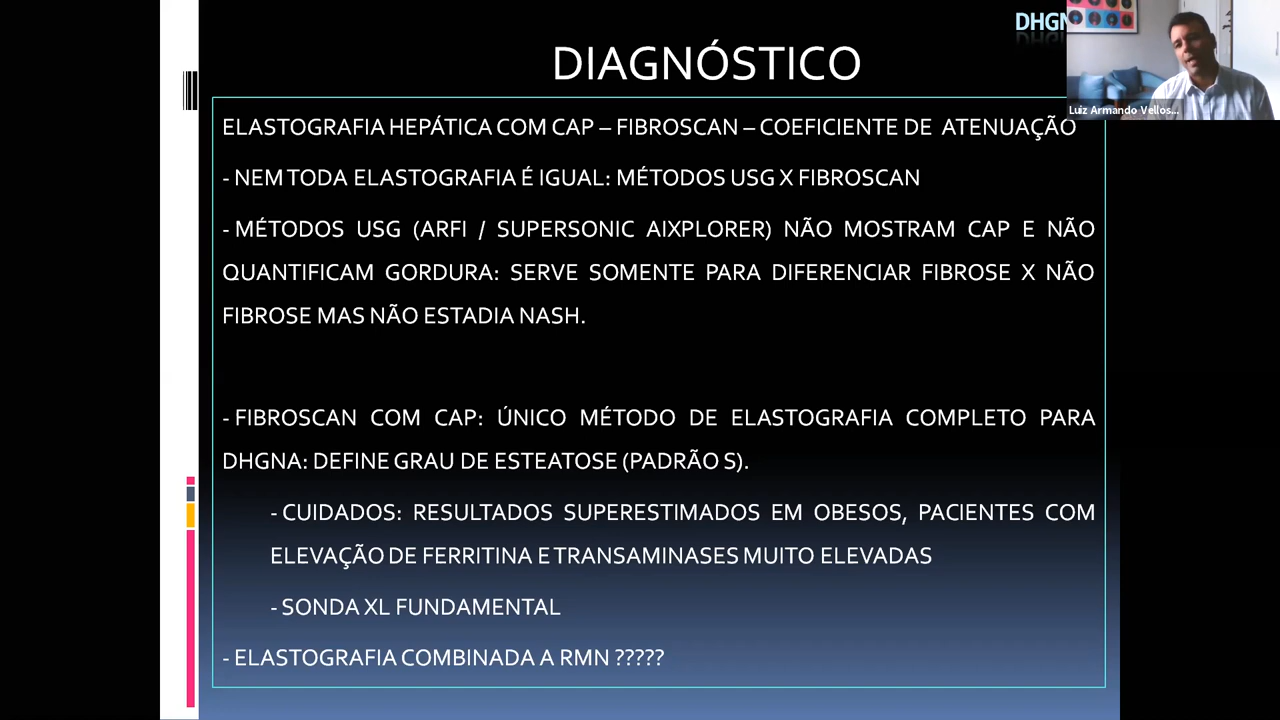 DHGN
DIAGNÓSTICO
Luiz Armando Vellos...
ELASTOGRAFIA HEPÁTICA COM CAP – FIBROSCAN – COEFICIENTE DE ATENUAÇÃO
- NEM TODA ELASTOGRAFIA É IGUAL: MÉTODOS USG X FIBROSCAN
- MÉTODOS USG (ARFI / SUPERSONIC AIXPLORER) NÃO MOSTRAM CAP E NÃO
QUANTIFICAM GORDURA: SERVE SOMENTE PARA DIFERENCIAR FIBROSE X NÃO
FIBROSE MAS NÃO ESTADIA NASH.
- FIBROSCAN COM CAP: ÚNICO MÉTODO DE ELASTOGRAFIA COMPLETO PARA
DHGNA: DEFINE GRAU DE ESTEATOSE (PADRÃO S).
- CUIDADOS: RESULTADOS SUPERESTIMADOS EM OBESOS, PACIENTES COM
ELEVAÇÃO DE FERRITINA E TRANSAMINASES MUITO ELEVADAS
- SONDA XL FUNDAMENTAL
- ELASTOGRAFIA COMBINADA A RMN ?????